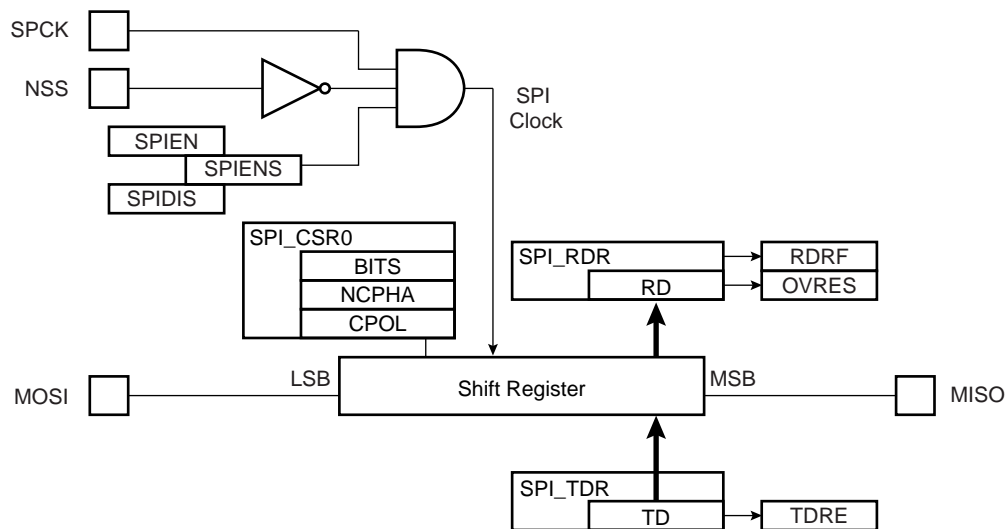 SPCK
NSS
SPI
Clock
SPIEN
SPIENS
SPIDIS
SPI_CSR0
BITS
NCPHA
CPOL
SPI_RDR
RD
RDRF
OVRES
MOSI
LSB
Shift Register
MSB
MISO
SPI_TDR
TD
TDRE